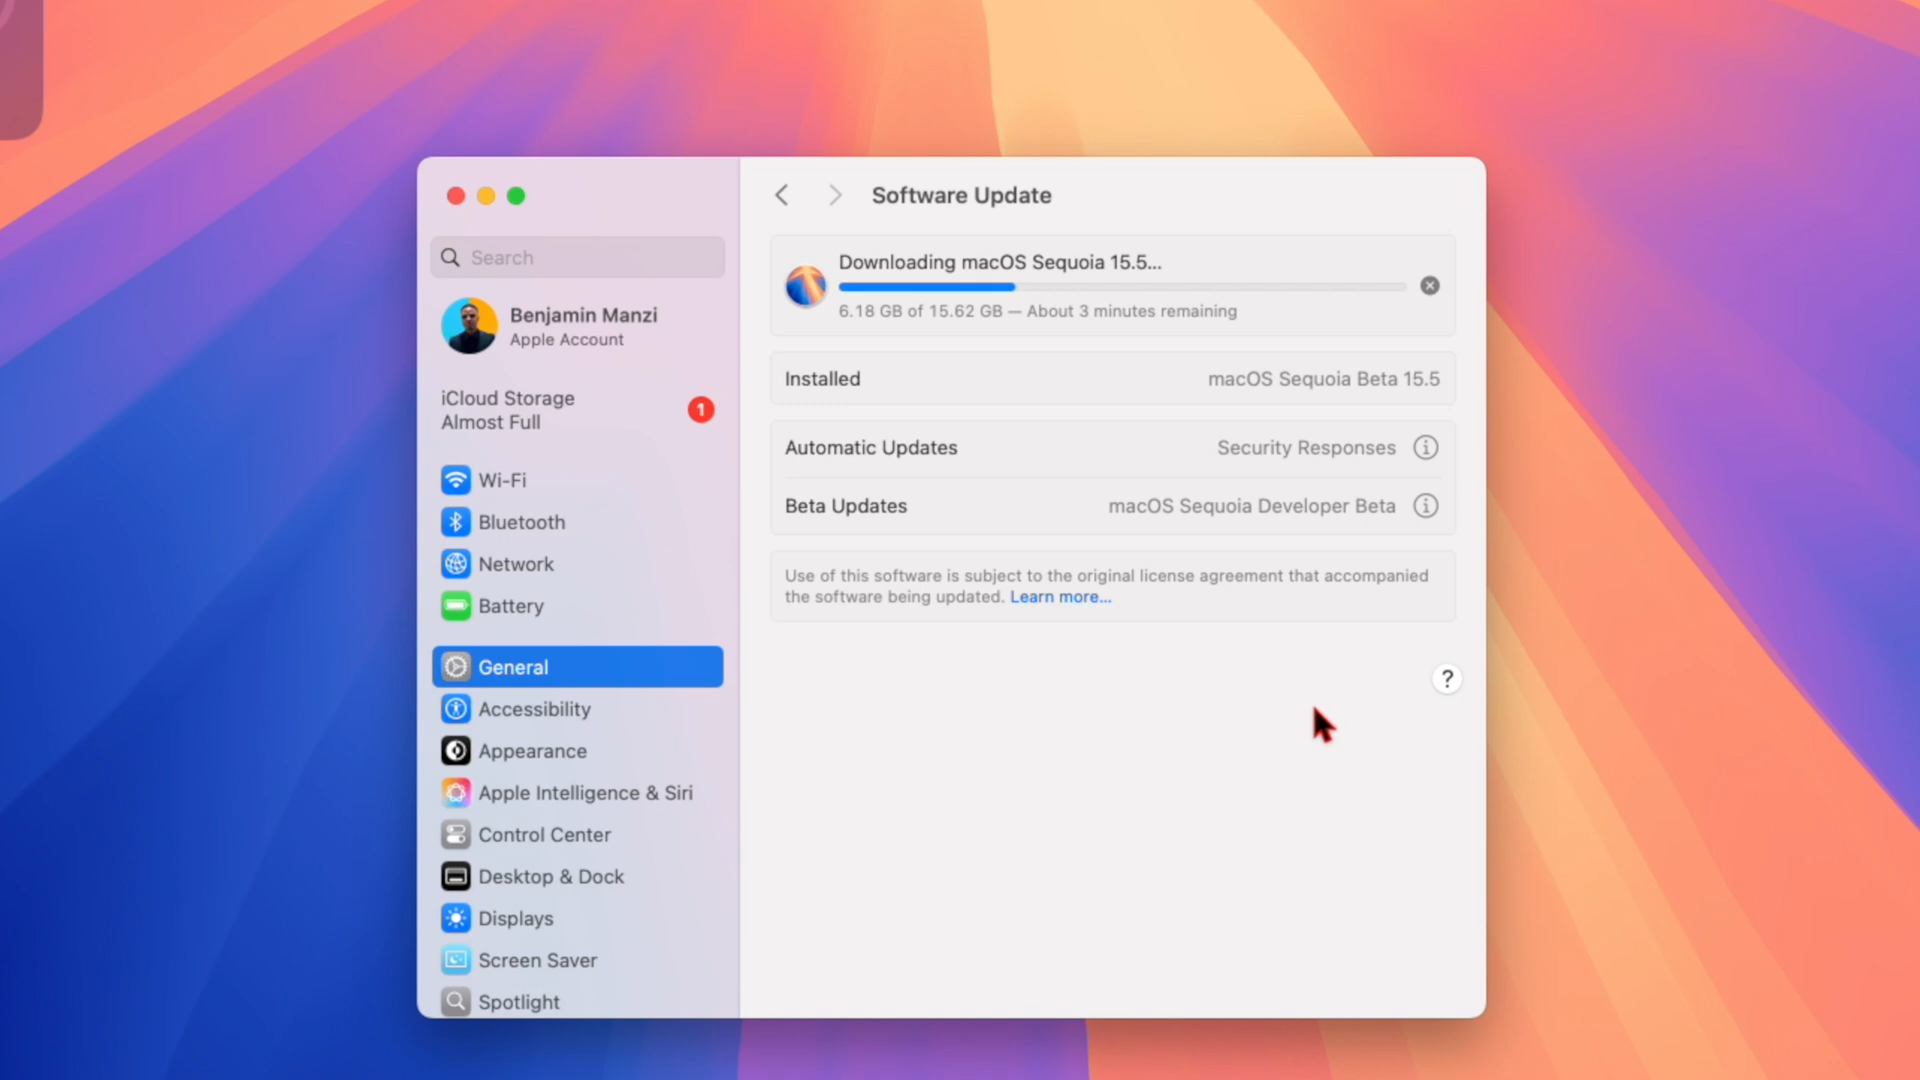 Search
Benjamin Manzi
Apple Account
iCloud Storage
Almost Full
1
Wi-Fi
Bluetooth
Network
Battery
General
Accessibility
Appearance
Apple Intelligence & Siri
Control Center
Desktop & Dock
Displays
Screen Saver
Spotlight
Software Update
Downloading macOS Sequoia 15.5...
6.18 GB of 15.62 GB — About 3 minutes remaining
Installed macOS Sequoia Beta 15.5
Automatic Updates Security Responses
Beta Updates macOS Sequoia Developer Beta
Use of this software is subject to the original license agreement that accompanied
the software being updated. Learn more...
?